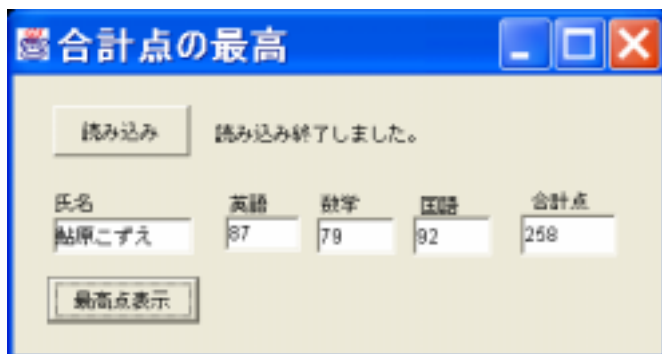 合計点の最高
読み込み 読み込み終了しました。
氏名 英語 数学 国語 合計点
鮎原こずえ 87 79 92 258
最高点表示